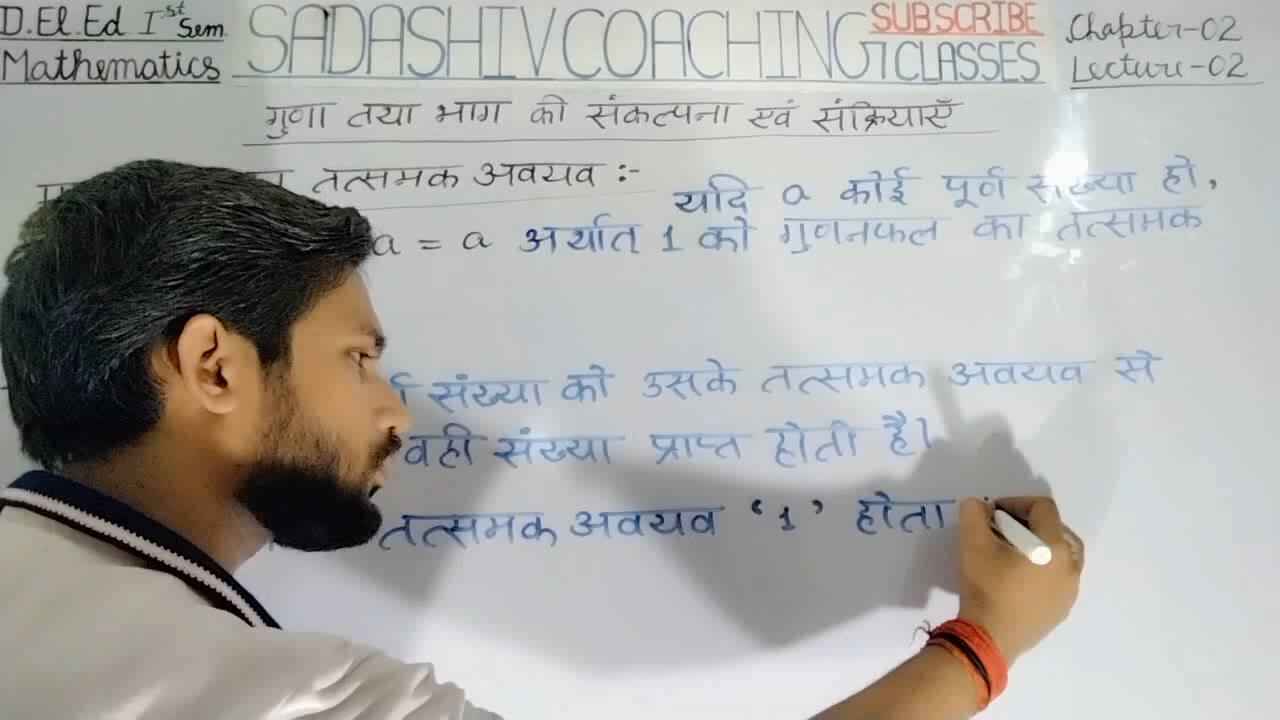 D.El.Ed Ist Sem.
Mathematics
SADASHIV COACHING CLASSES
SUBSCRIBE
Chapter-02
Lecture-02
गुणा तथा भाग की संकल्पना एवं संक्रियाएँ
तत्समक अवयव :-
यदि a कोई पूर्ण संख्या हो,
a = a अर्थात् 1 को गुणनफल का तत्समक
संख्या को उसके तत्समक अवयव से
वही संख्या प्राप्त होती है।
तत्समक अवयव '1' होता